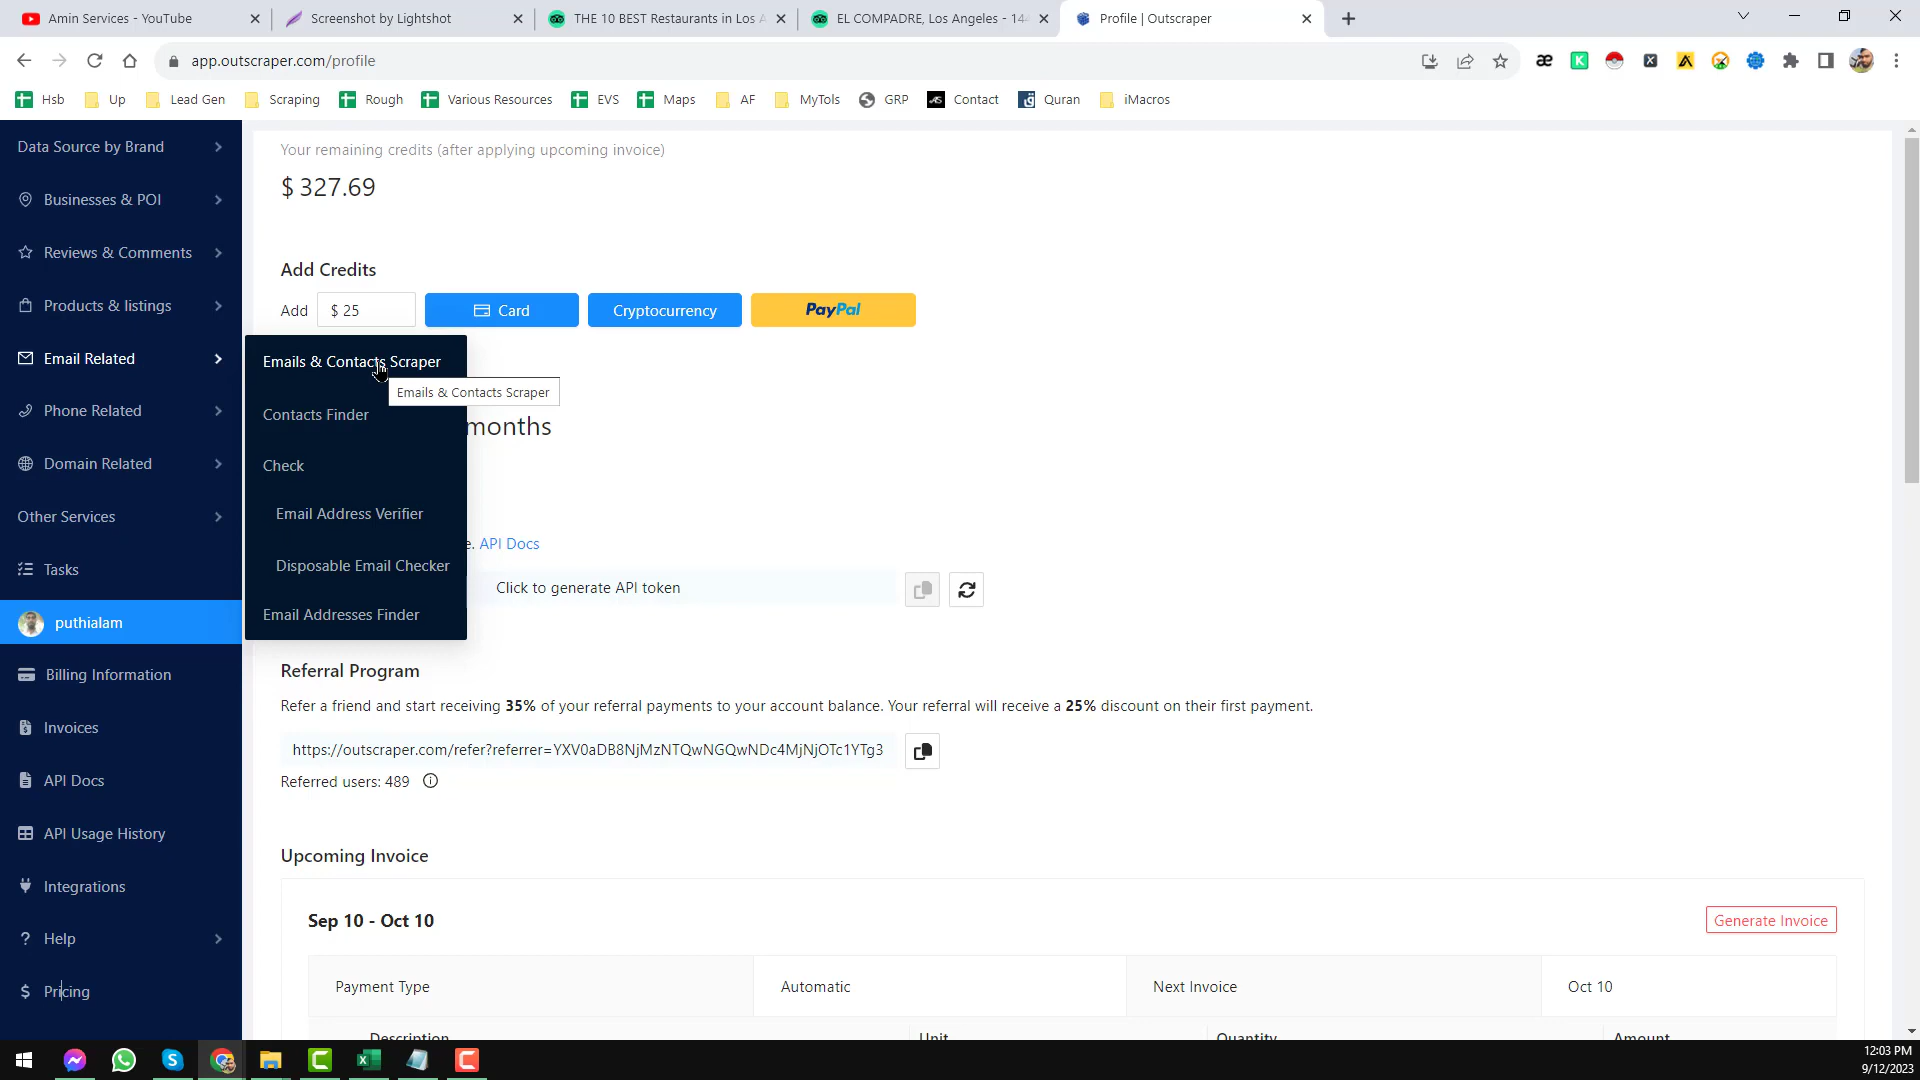 Amin Services - YouTube
Screenshot by Lightshot
THE 10 BEST Restaurants in Los A
EL COMPADRE, Los Angeles - 144
Profile | Outscraper
app.outscraper.com/profile
Hsb
Up
Lead Gen
Scraping
Rough
Various Resources
EVS
Maps
AF
MyTols
GRP
Contact
Quran
iMacros
Data Source by Brand
Businesses & POI
Reviews & Comments
Products & listings
Email Related
Phone Related
Domain Related
Other Services
Tasks
puthialam
Billing Information
Invoices
API Docs
API Usage History
Integrations
Help
Pricing
Emails & Contacts Scraper
Emails & Contacts Scraper
Contacts Finder
Check
Email Address Verifier
Disposable Email Checker
Email Addresses Finder
Your remaining credits (after applying upcoming invoice)
$ 327.69
Add Credits
Add $ 25 Card Cryptocurrency PayPal
months
e. API Docs
Click to generate API token
Referral Program
Refer a friend and start receiving 35% of your referral payments to your account balance. Your referral will receive a 25% discount on their first payment.
https://outscraper.com/refer?referrer=YXV0aDB8NjMzNTQwNGQwNDc4MjNjOTc1YTg3
Referred users: 489
Upcoming Invoice
Sep 10 - Oct 10
Generate Invoice
Payment Type Automatic Next Invoice Oct 10
Description Unit Quantity Amount
12:03 PM
9/12/2023